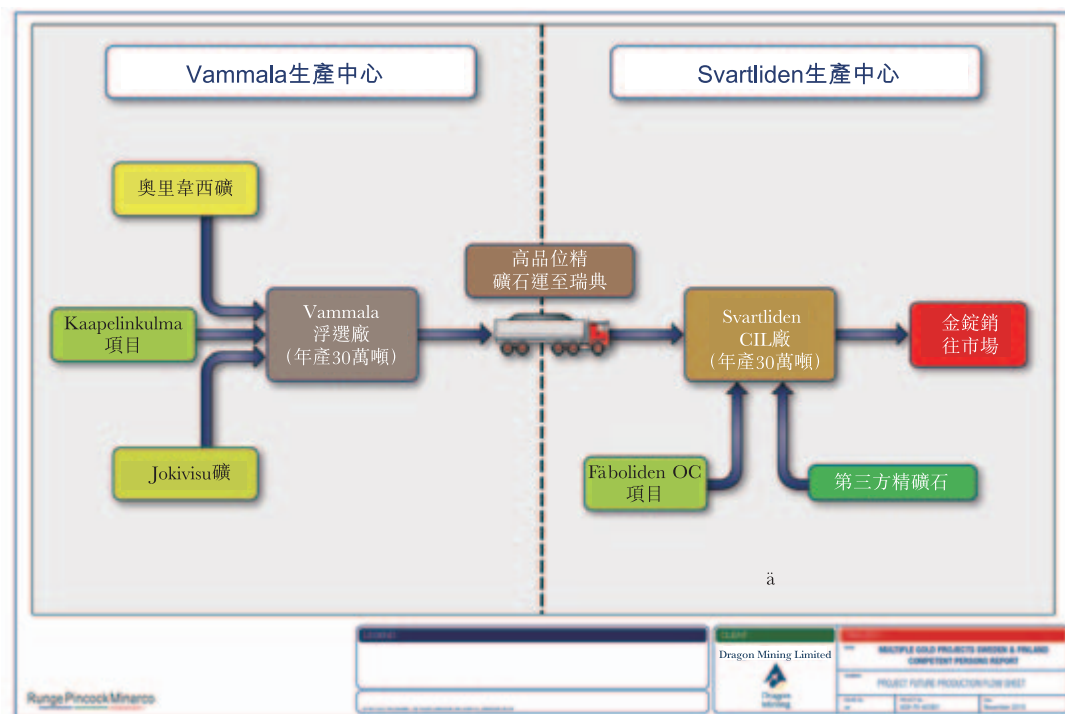 Vammala生產中心
Svartliden生產中心
奧里韋西礦
Kaapelinkulma
項目
Jokivisu礦
Vammala
浮選廠
(年產30萬噸)
高品位精
礦石運至瑞典
Svartliden
CIL廠
(年產30萬噸)
金錠銷
往市場
Fäboliden OC
項目
第三方精礦石
ä
LEGEND
CLIENT
Dragon Mining Limited
Dragon
Mining
PROJECT
MULTIPLE GOLD PROJECTS SWEDEN & FINLAND
COMPETENT PERSONS REPORT
PROJECT FUTURE PRODUCTION FLOW SHEET
RungePincockMinarco